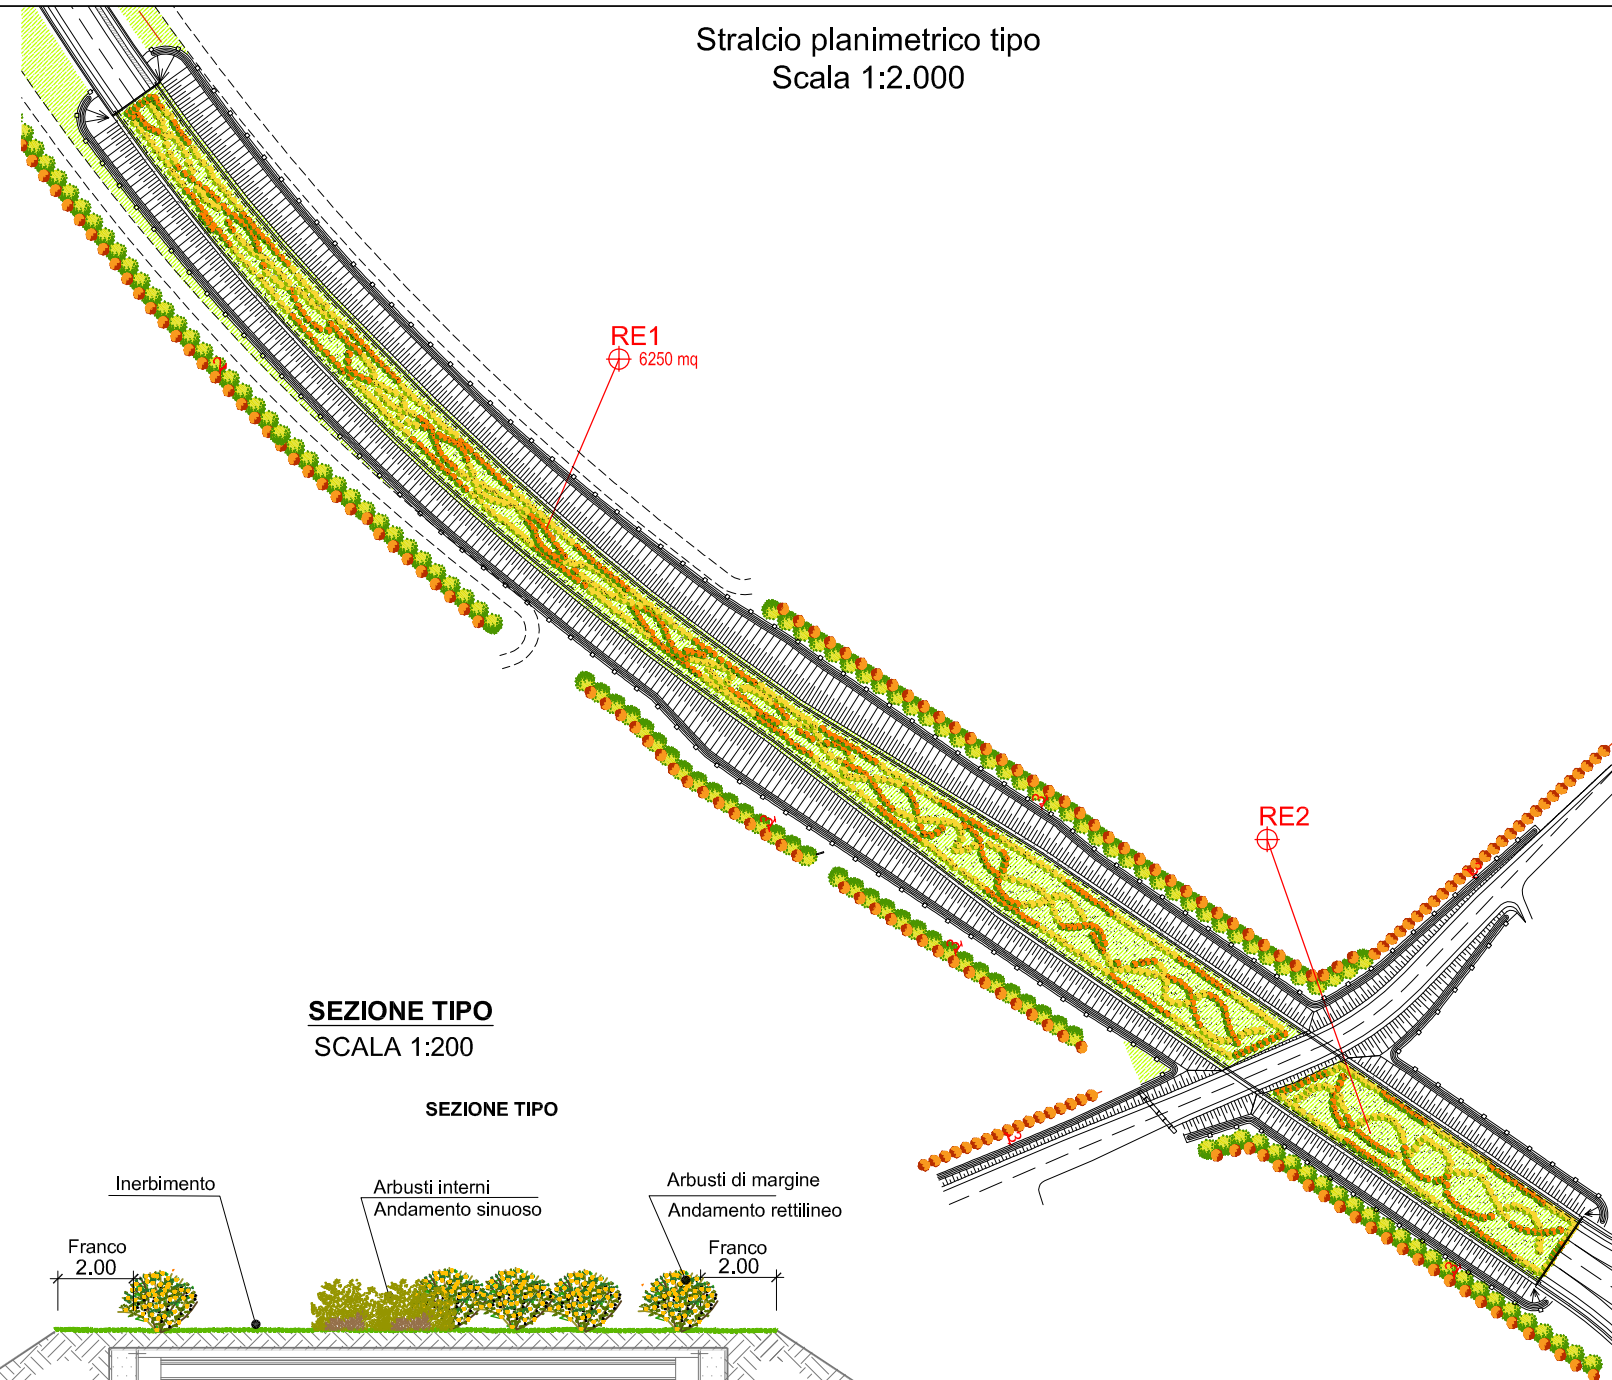 Stralcio planimetrico tipo
Scala 1:2.000
RE1
6250 mq
RE2
SEZIONE TIPO
SCALA 1:200
SEZIONE TIPO
Inerbimento
Arbusti interni
Andamento sinuoso
Arbusti di margine
Andamento rettilineo
Franco
2.00
Franco
2.00